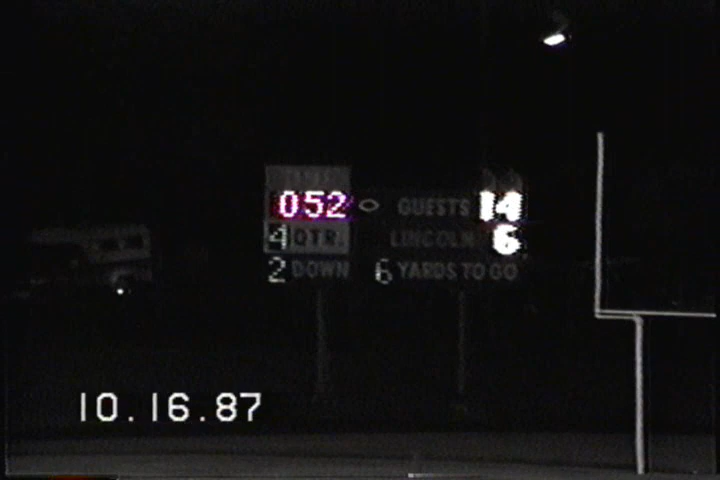 052 GUESTS 14
4 QTR. LINCOLN 6
2 DOWN 6 YARDS TO GO
10.16.87